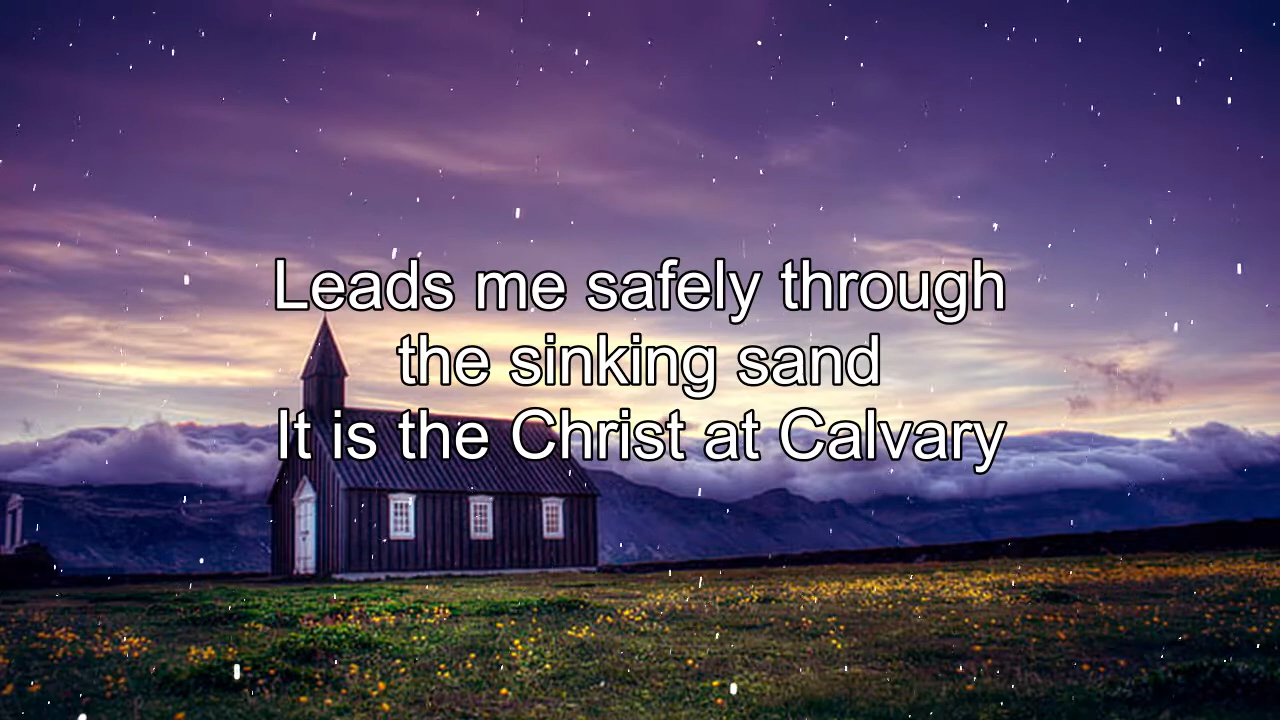 Leads me safely through
the sinking sand
It is the Christ at Calvary